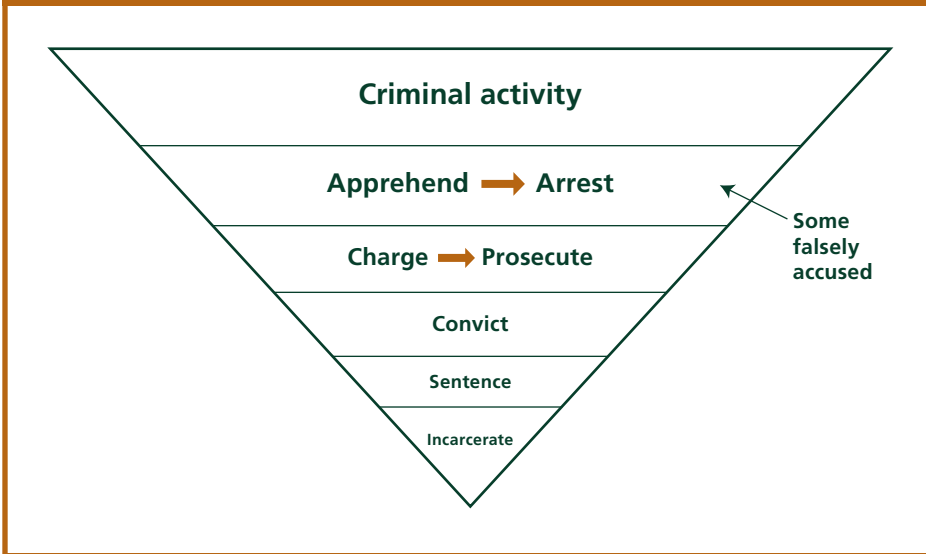 Criminal activity
Apprehend → Arrest
Some
falsely
accused
Charge → Prosecute
Convict
Sentence
Incarcerate